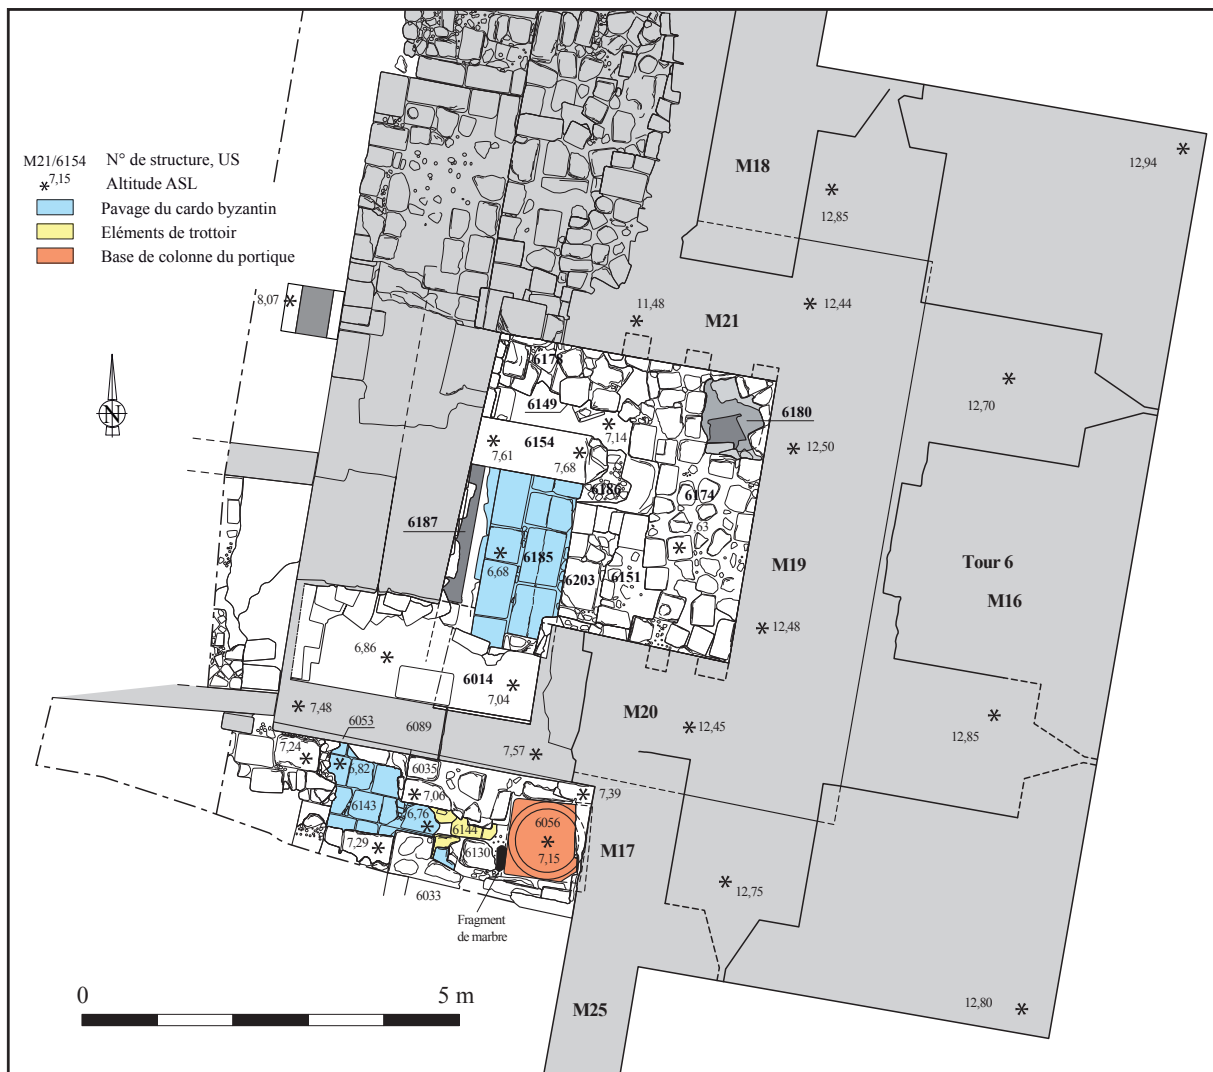 M21/6154 N° de structure, US
*7,15 Altitude ASL
Pavage du cardo byzantin
Eléments de trottoir
Base de colonne du portique
M18
12,94
12,85
8,07
11,48
12,44
M21
6178
12,70
6149
6180
7,14
6154
7,61
7,68
12,50
6186
6174
7,63
6187
6185
6,68
Tour 6
M19
6203
6151
M16
12,48
6,86
6014
7,04
7,48
6053
6089
M20
12,45
12,85
7,57
7,24
6,82
6035
7,06
7,39
6143
6,76
6144
6056
7,29
6130
7,15
M17
12,75
6033
Fragment
de marbre
N
0
5 m
M25
12,80